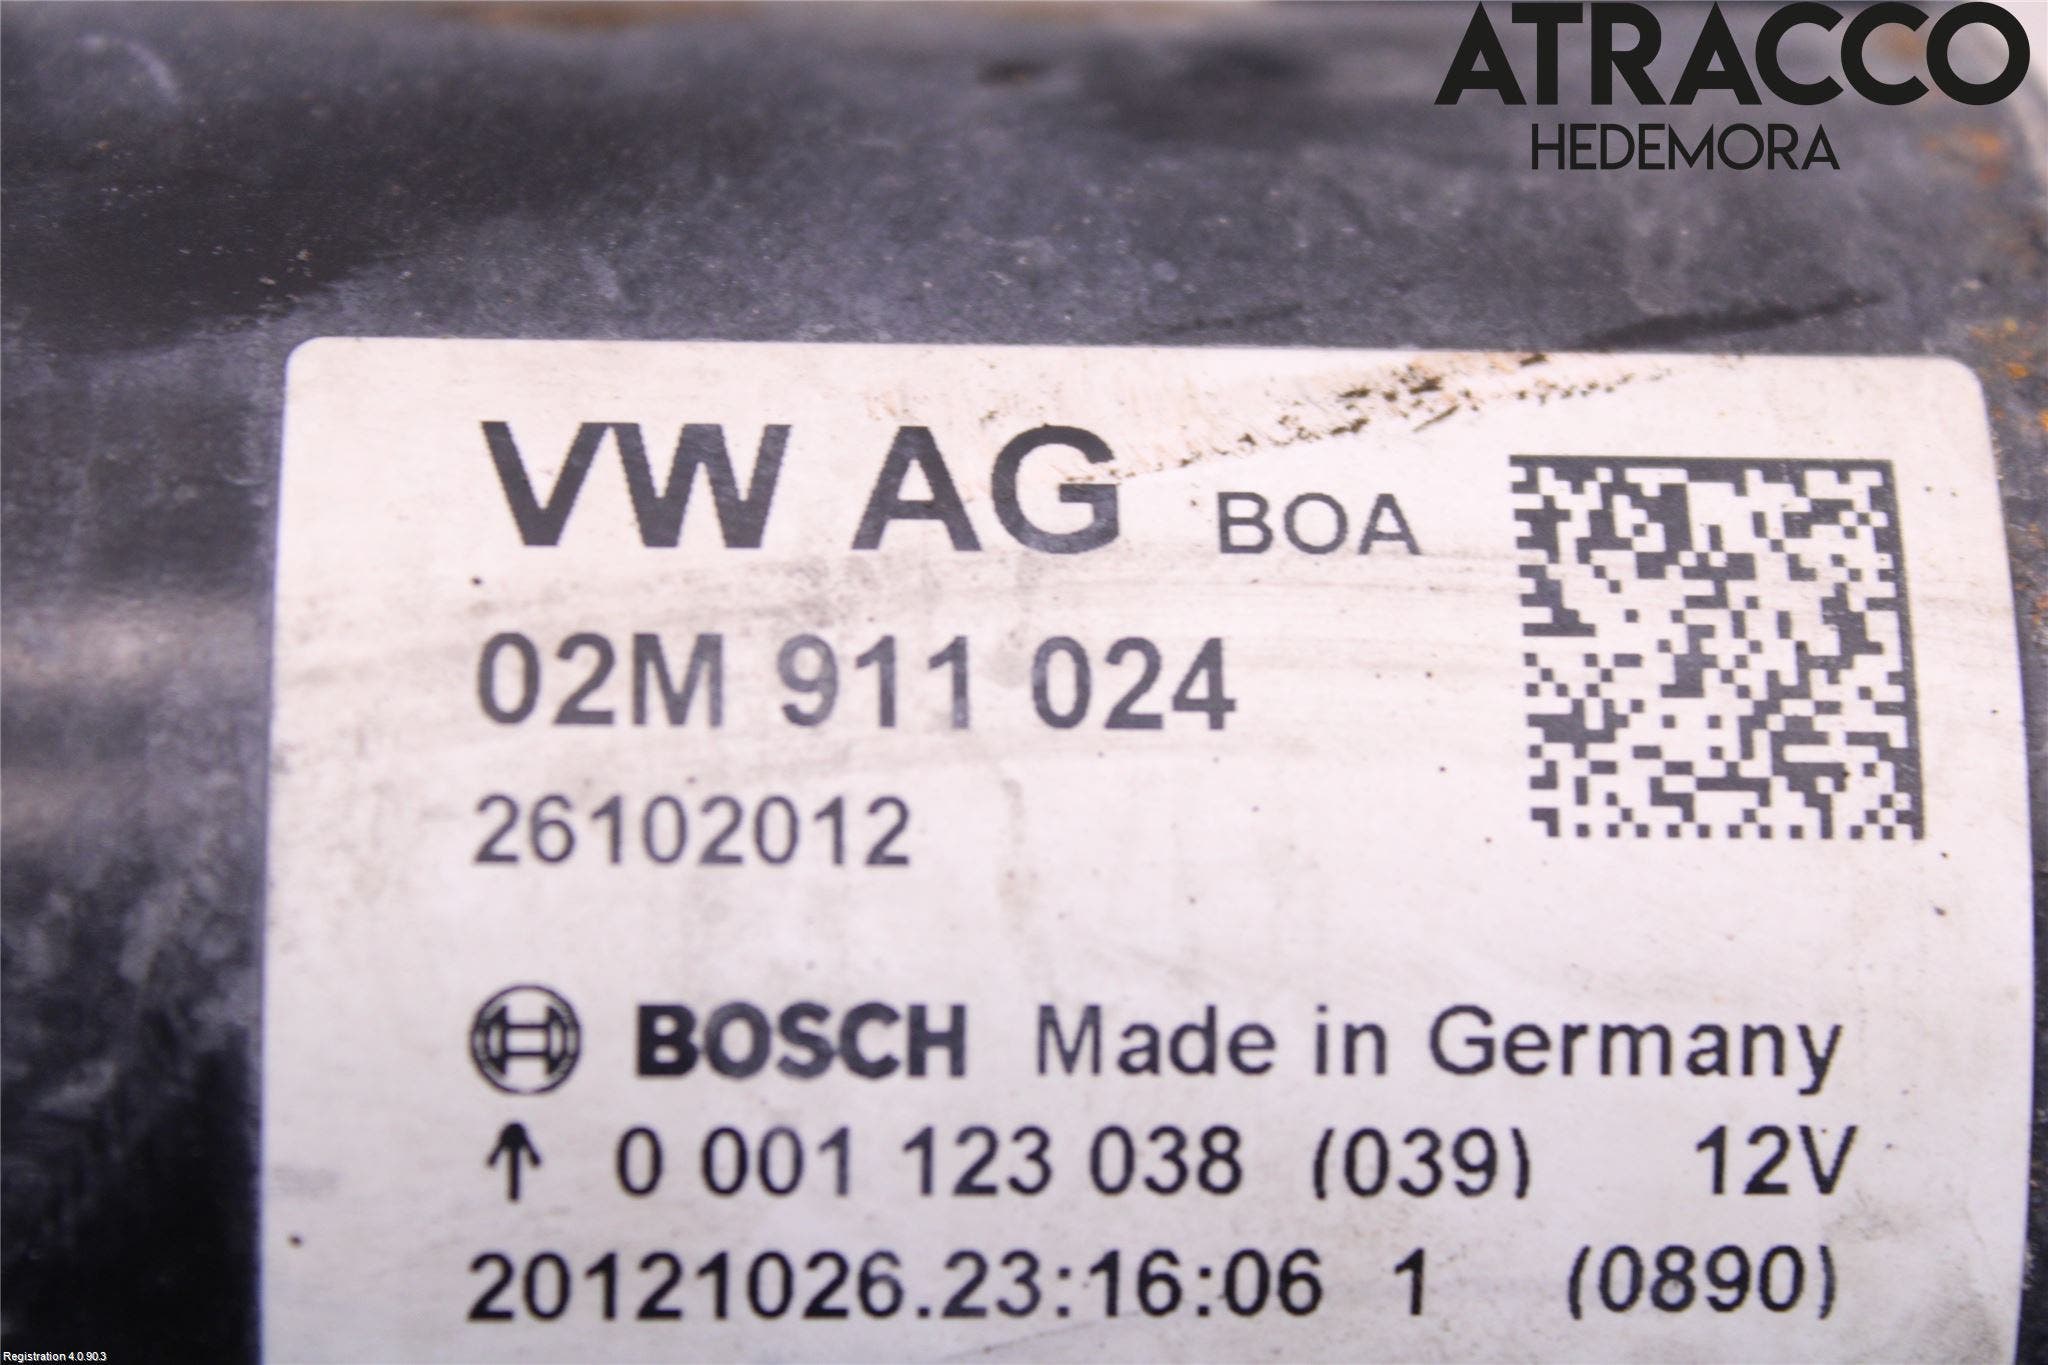 ATRACCO
HEDEMORA
VW AG BOA
02M 911 024
26102012
BOSCH Made in Germany
↑ 0 001 123 038 (039) 12V
20121026.23:16:06 1 (0890)
Registration 4.0.90.3